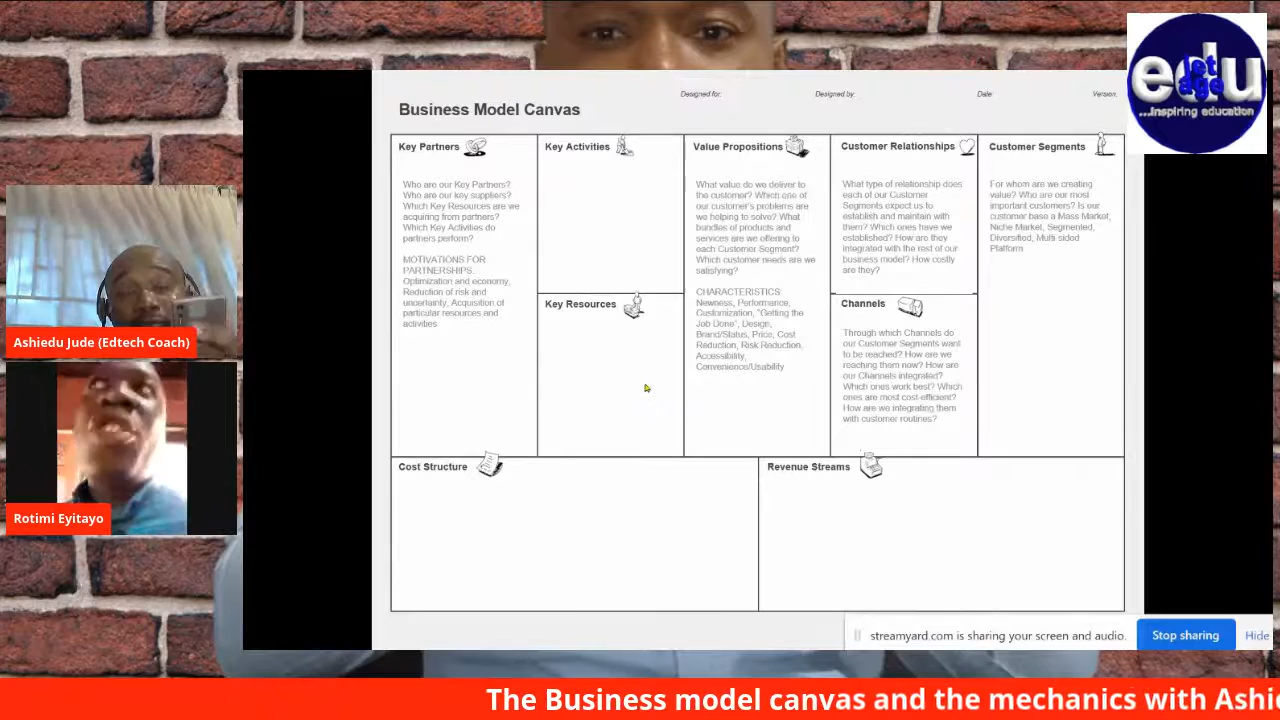 Designed for:
Designed by:
Date:
Version:
edu
jet
age
...inspiring education
Business Model Canvas
Key Partners
Who are our Key Partners?
Who are our key suppliers?
Which Key Resources are we
acquiring from partners?
Which Key Activities do
partners perform?
MOTIVATIONS FOR
PARTNERSHIPS:
Optimization and economy,
Reduction of risk and
uncertainty, Acquisition of
particular resources and
activities
Key Activities
Key Resources
Value Propositions
What value do we deliver to
the customer? Which one of
our customer's problems are
we helping to solve? What
bundles of products and
services are we offering to
each Customer Segment?
Which customer needs are we
satisfying?
CHARACTERISTICS:
Newness, Performance,
Customization, "Getting the
Job Done", Design,
Brand/Status, Price, Cost
Reduction, Risk Reduction,
Accessibility,
Convenience/Usability
Customer Relationships
What type of relationship does
each of our Customer
Segments expect us to
establish and maintain with
them? Which ones have we
established? How are they
integrated with the rest of our
business model? How costly
are they?
Channels
Through which Channels do
our Customer Segments want
to be reached? How are we
reaching them now? How are
our Channels integrated?
Which ones work best? Which
ones are most cost-efficient?
How are we integrating them
with customer routines?
Customer Segments
For whom are we creating
value? Who are our most
important customers? Is our
customer base a Mass Market,
Niche Market, Segmented,
Diversified, Multi-sided
Platform
Cost Structure
Revenue Streams
Ashiedu Jude (Edtech Coach)
Rotimi Eyitayo
streamyard.com is sharing your screen and audio.
Stop sharing
Hide
The Business model canvas and the mechanics with Ashie